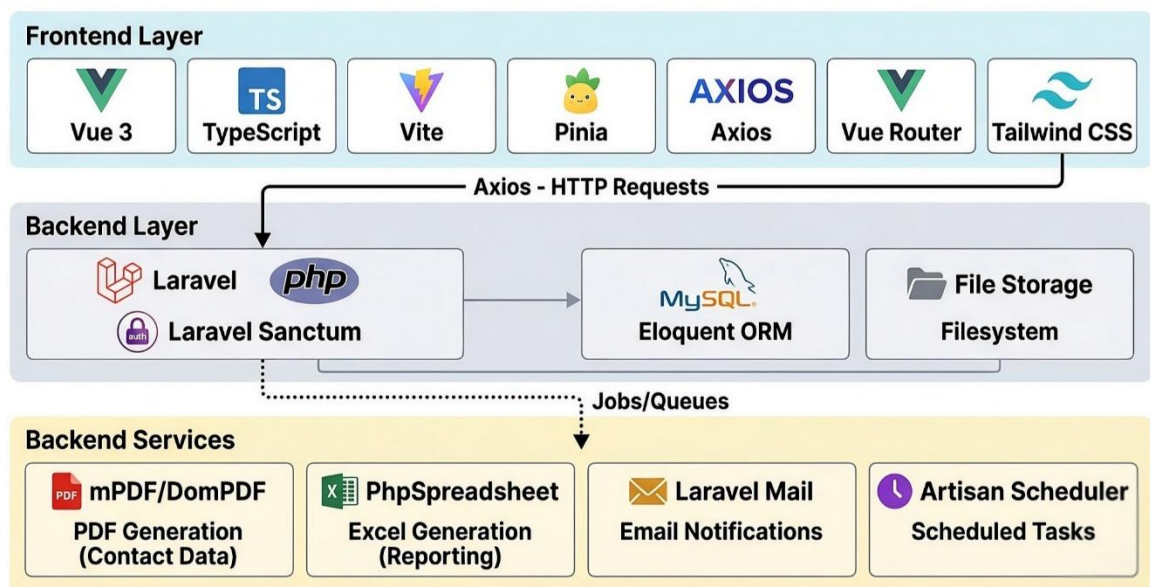 Frontend Layer
TS
AXIOS
Vue 3
TypeScript
Vite
Pinia
Axios
Vue Router
Tailwind CSS
Axios - HTTP Requests
Backend Layer
Laravel
php
auth
Laravel Sanctum
MySQL
Eloquent ORM
File Storage
Filesystem
Jobs/Queues
Backend Services
PDF
mPDF/DomPDF
PDF Generation
(Contact Data)
X
PhpSpreadsheet
Excel Generation
(Reporting)
Laravel Mail
Email Notifications
Artisan Scheduler
Scheduled Tasks